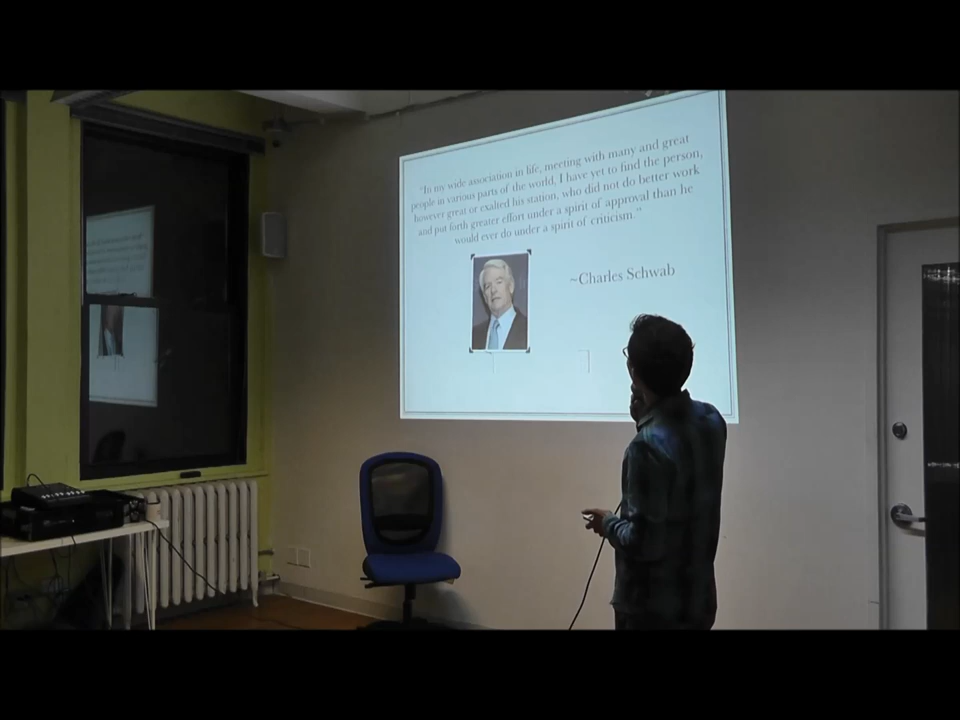 "In my wide association in life, meeting with many and great
people in various parts of the world, I have yet to find the person,
however great or exalted his station, who did not do better work
and put forth greater effort under a spirit of approval than he
would ever do under a spirit of criticism."
~Charles Schwab